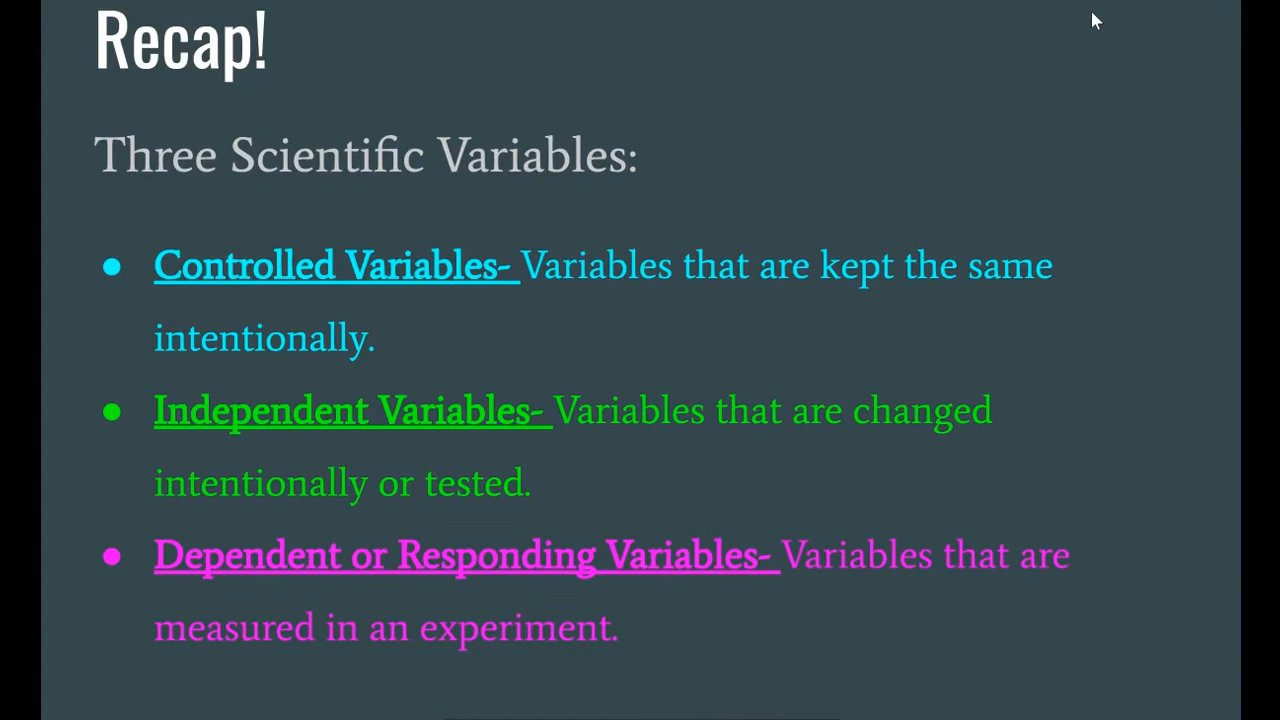 Recap!
Three Scientific Variables:
● Controlled Variables- Variables that are kept the same
intentionally.
● Independent Variables- Variables that are changed
intentionally or tested.
● Dependent or Responding Variables- Variables that are
measured in an experiment.